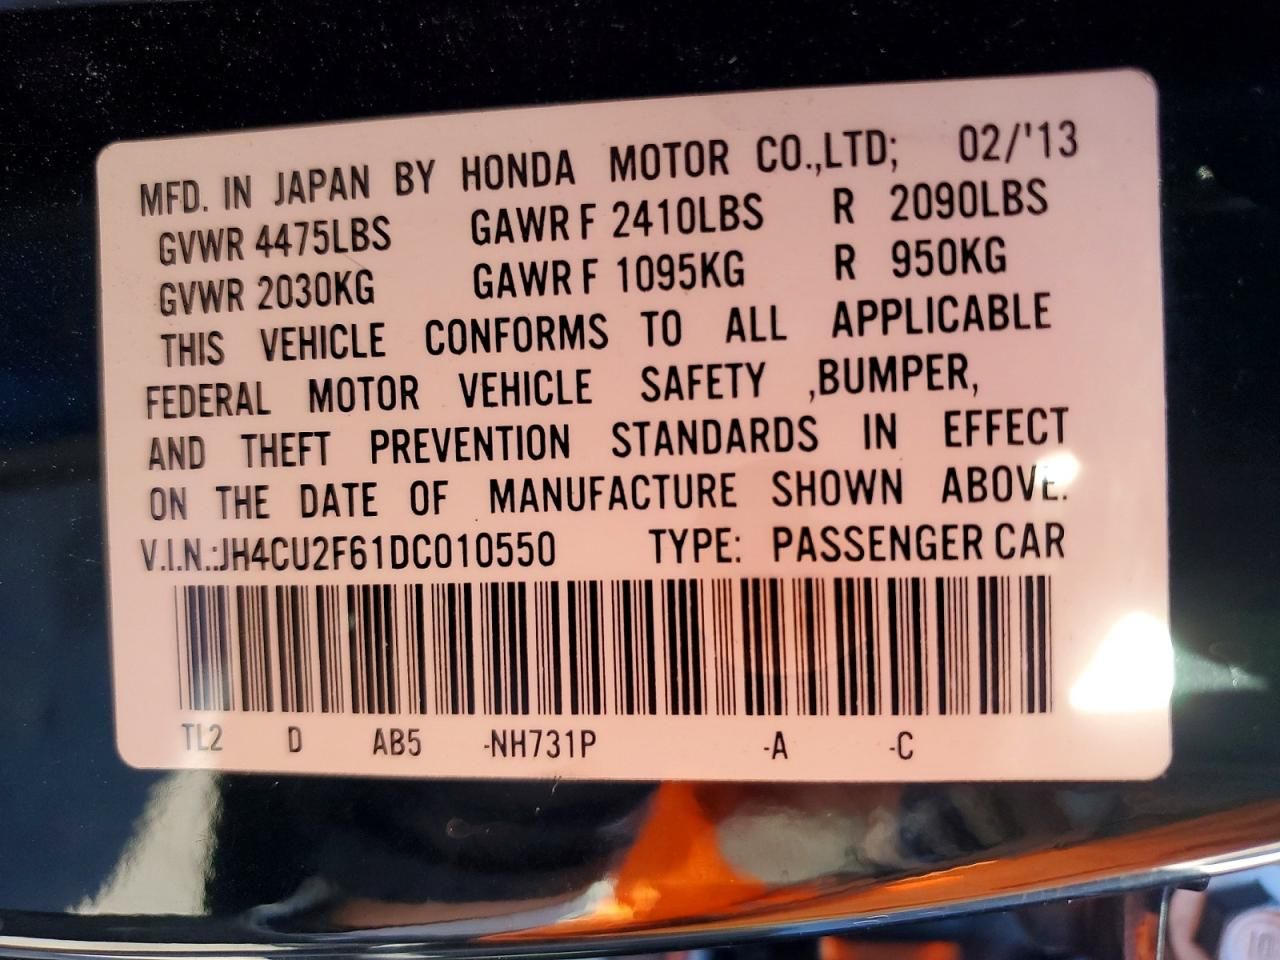 MFD. IN JAPAN BY HONDA MOTOR CO.,LTD; 02/'13
GVWR 4475LBS GAWR F 2410LBS R 2090LBS
GVWR 2030KG GAWR F 1095KG R 950KG
THIS VEHICLE CONFORMS TO ALL APPLICABLE
FEDERAL MOTOR VEHICLE SAFETY ,BUMPER,
AND THEFT PREVENTION STANDARDS IN EFFECT
ON THE DATE OF MANUFACTURE SHOWN ABOVE.
V.I.N.:JH4CU2F61DC010550 TYPE: PASSENGER CAR
TL2 D AB5 -NH731P -A -C